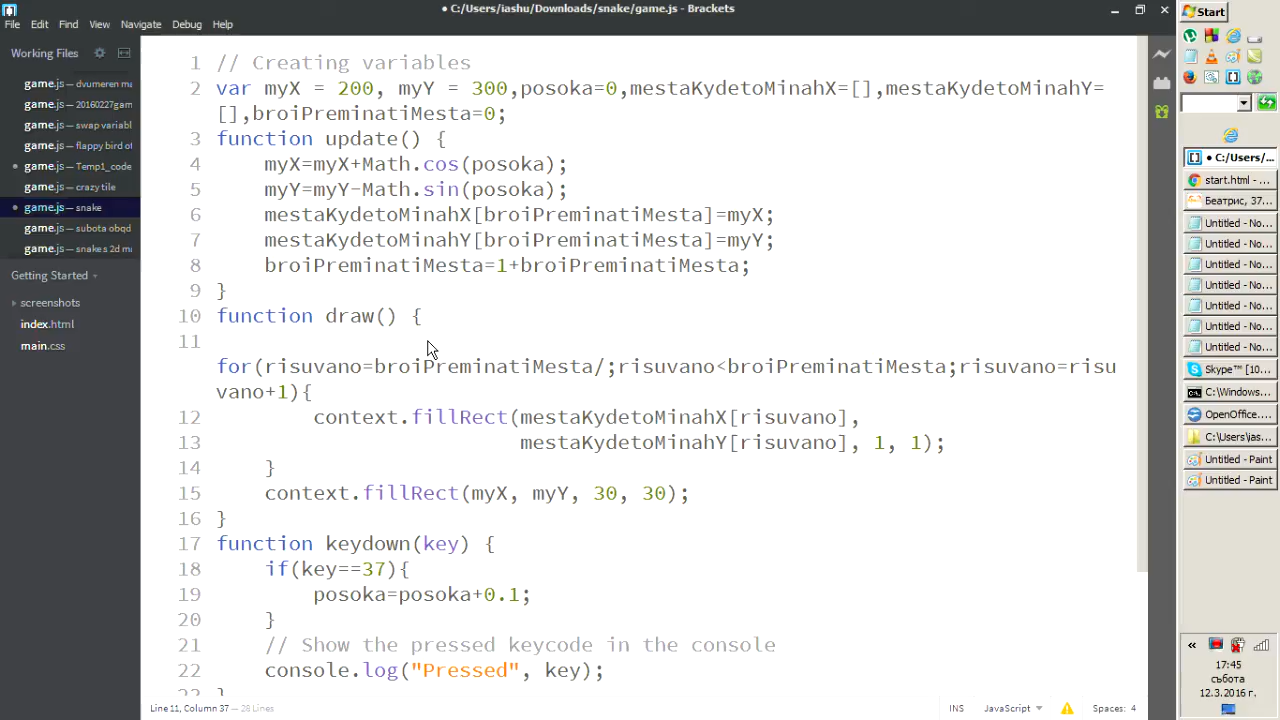 • C:/Users/iashu/Downloads/snake/game.js - Brackets
File Edit Find View Navigate Debug Help
Working Files
game.js — dvumeren ma
game.js — 20160227gam
game.js — swap variabl
game.js — flappy bird ot
game.js — Temp1_code
game.js — crazy tile
game.js — snake
game.js — subota obqd
game.js — snake s 2d ma
Getting Started
screenshots
index.html
main.css
1 // Creating variables
2 var myX = 200, myY = 300,posoka=0,mestaKydetoMinahX=[],mestaKydetoMinahY=
[],broiPreminatiMesta=0;
3 function update() {
4 myX=myX+Math.cos(posoka);
5 myY=myY-Math.sin(posoka);
6 mestaKydetoMinahX[broiPreminatiMesta]=myX;
7 mestaKydetoMinahY[broiPreminatiMesta]=myY;
8 broiPreminatiMesta=1+broiPreminatiMesta;
9 }
10 function draw() {
11
for(risuvano=broiPreminatiMesta/;risuvano<broiPreminatiMesta;risuvano=risu
vano+1){
12 context.fillRect(mestaKydetoMinahX[risuvano],
13 mestaKydetoMinahY[risuvano], 1, 1);
14 }
15 context.fillRect(myX, myY, 30, 30);
16 }
17 function keydown(key) {
18 if(key==37){
19 posoka=posoka+0.1;
20 }
21 // Show the pressed keycode in the console
22 console.log("Pressed", key);
}
Line 11, Column 37 — 28 Lines
INS JavaScript Spaces: 4
Start
• C:/Users/...
start.html - ...
Беатрис, 37...
Untitled - No...
Untitled - No...
Untitled - No...
Untitled - No...
Untitled - No...
Untitled - No...
Untitled - No...
Skype™ [10...
C:\Windows...
OpenOffice....
C:\Users\ias...
Untitled - Paint
Untitled - Paint
17:45
събота
12.3.2016 г.